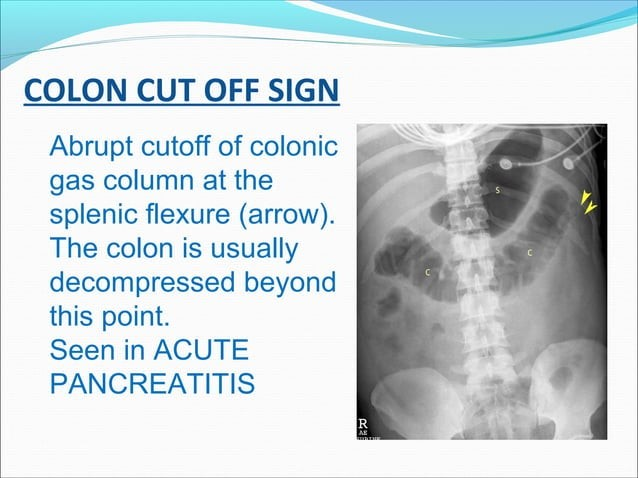 COLON CUT OFF SIGN
Abrupt cutoff of colonic
gas column at the
splenic flexure (arrow).
The colon is usually
decompressed beyond
this point.
Seen in ACUTE
PANCREATITIS
S
C
C
R
AE